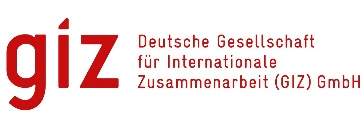 giz
Deutsche Gesellschaft
für Internationale
Zusammenarbeit (GIZ) GmbH